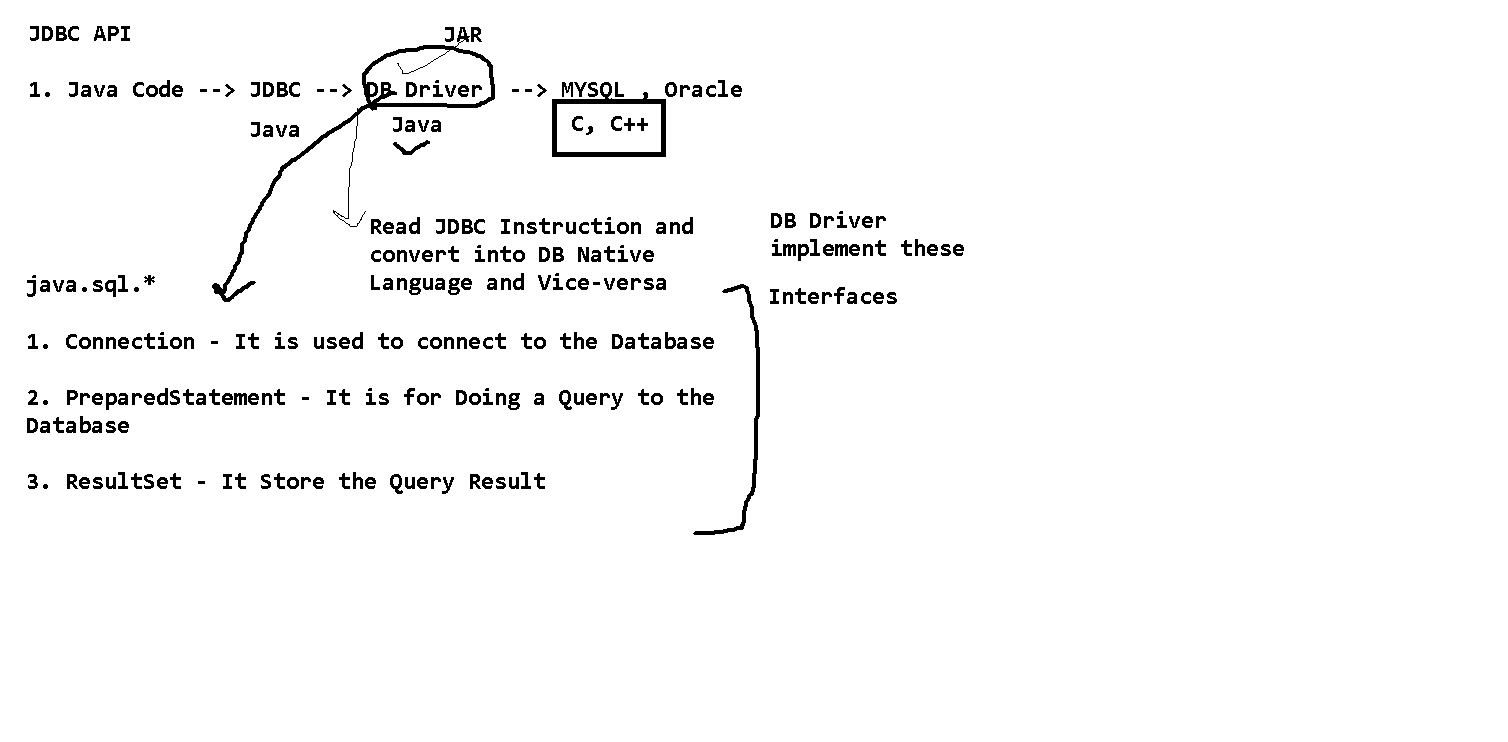 JDBC API
JAR
1. Java Code --> JDBC --> DB Driver --> MYSQL , Oracle
Java
Java
C, C++
Read JDBC Instruction and
convert into DB Native
Language and Vice-versa
DB Driver
implement these
Interfaces
java.sql.*
1. Connection - It is used to connect to the Database
2. PreparedStatement - It is for Doing a Query to the
Database
3. ResultSet - It Store the Query Result